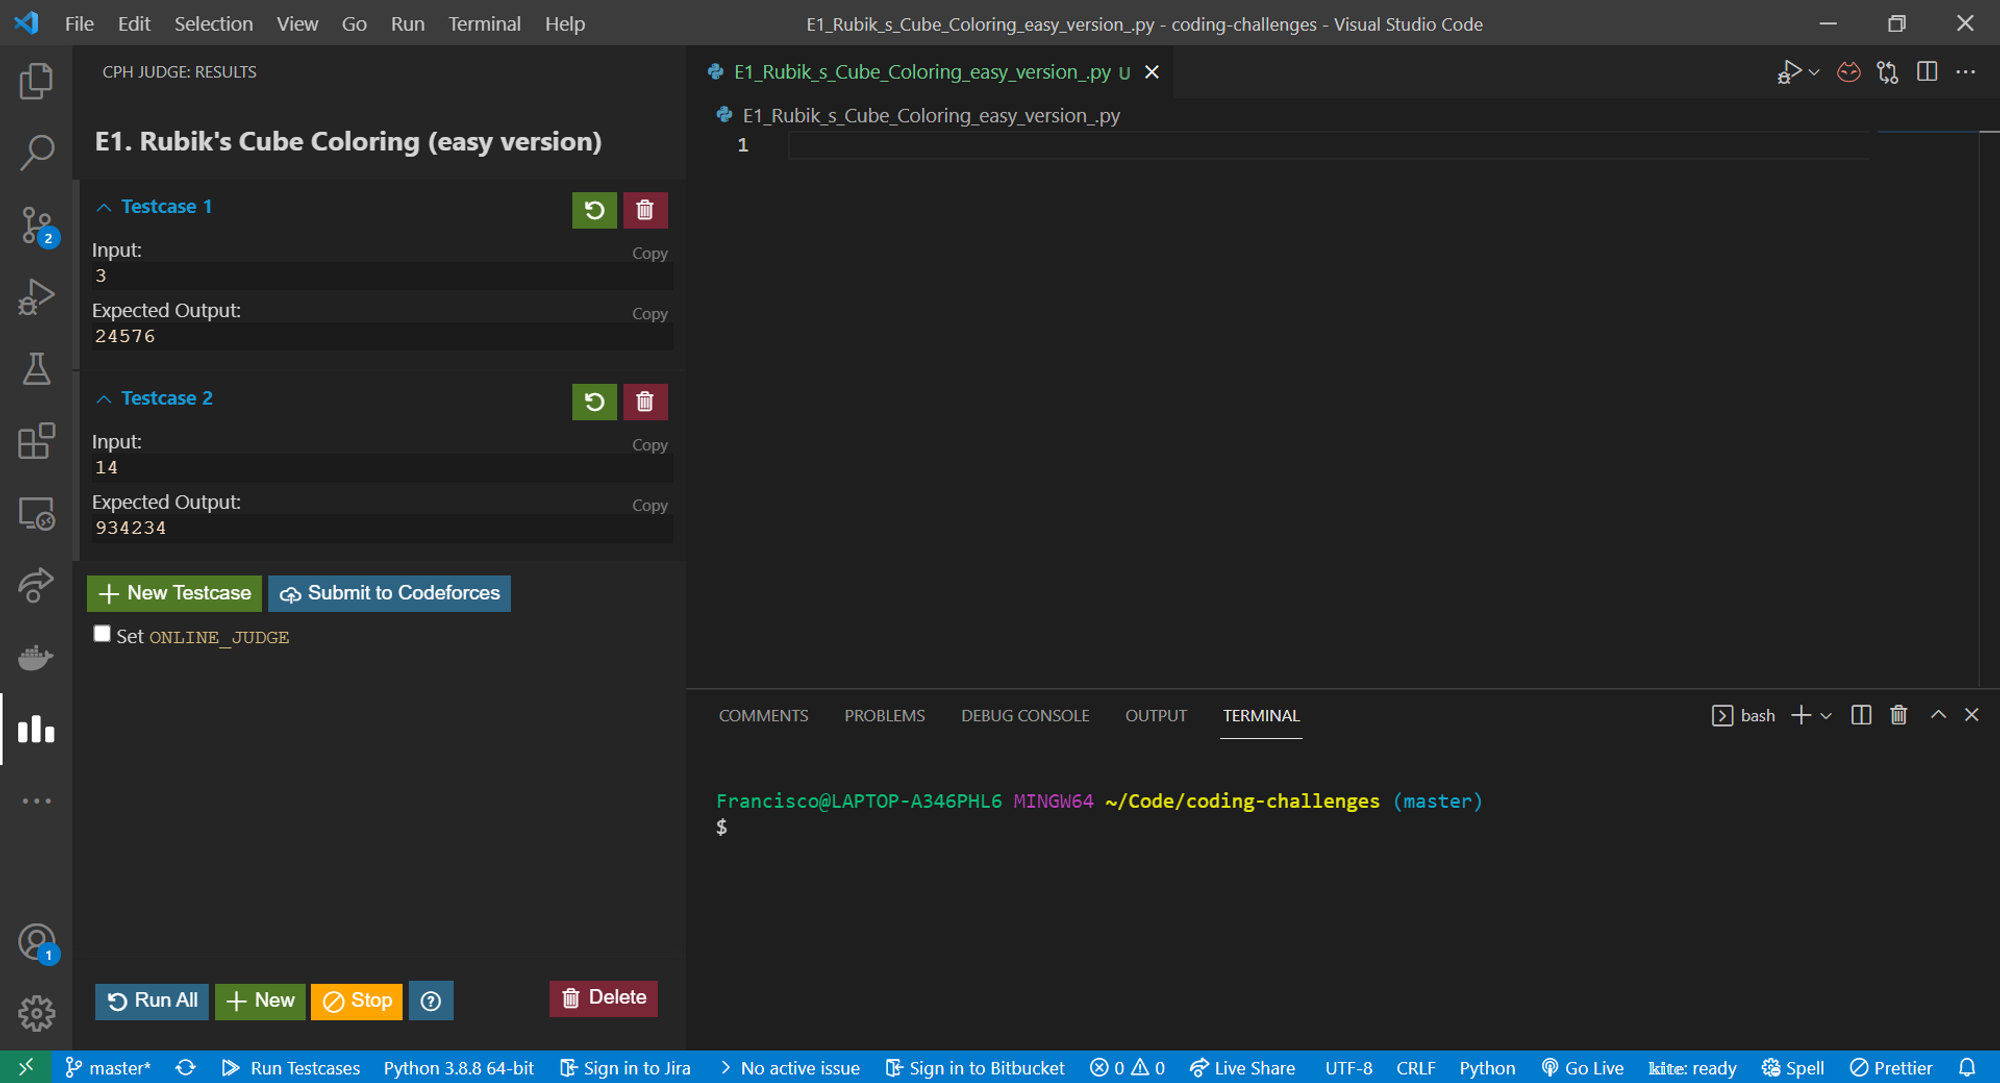 File Edit Selection View Go Run Terminal Help
E1_Rubik_s_Cube_Coloring_easy_version_.py - coding-challenges - Visual Studio Code
CPH JUDGE: RESULTS
E1. Rubik's Cube Coloring (easy version)
Testcase 1
Input:
Copy
3
Expected Output:
Copy
24576
Testcase 2
Input:
Copy
14
Expected Output:
Copy
934234
New Testcase
Submit to Codeforces
Set ONLINE_JUDGE
Run All
New
Stop
Delete
2
1
E1_Rubik_s_Cube_Coloring_easy_version_.py U
E1_Rubik_s_Cube_Coloring_easy_version_.py
1
COMMENTS PROBLEMS DEBUG CONSOLE OUTPUT TERMINAL
bash
Francisco@LAPTOP-A346PHL6 MINGW64 ~/Code/coding-challenges (master)
$
master* Run Testcases Python 3.8.8 64-bit Sign in to Jira No active issue Sign in to Bitbucket 0 0 Live Share UTF-8 CRLF Python Go Live kite: ready Spell Prettier